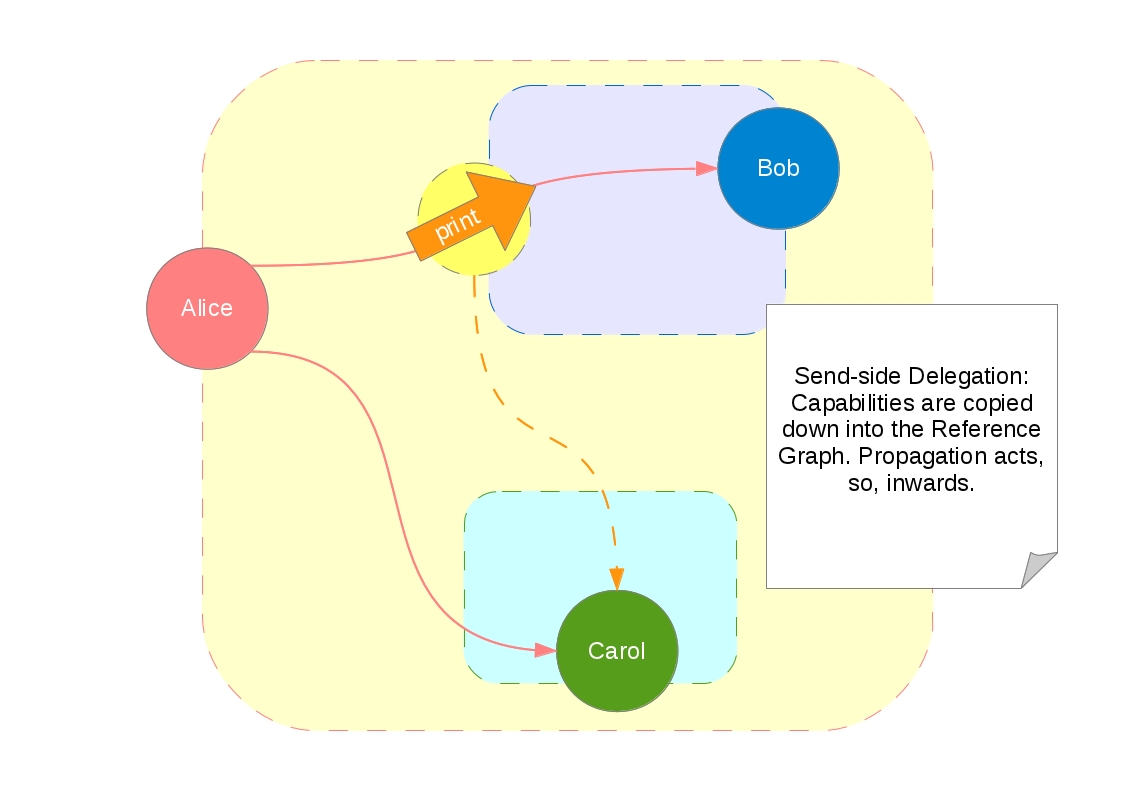 Bob
print
Alice
Send-side Delegation:
Capabilities are copied
down into the Reference
Graph. Propagation acts,
so, inwards.
Carol